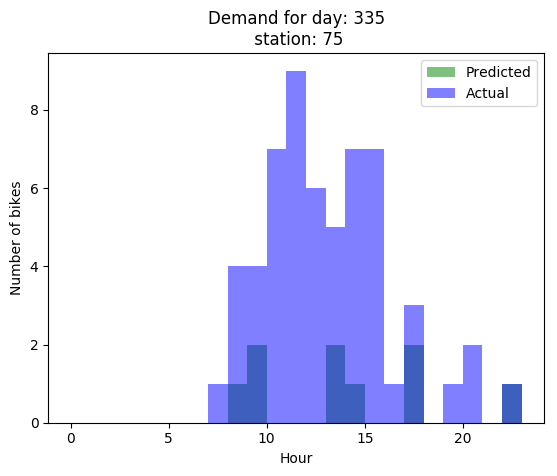 Demand for day: 335
station: 75
Predicted
Actual
Number of bikes
8
6
4
2
0
0
5
10
15
20
Hour